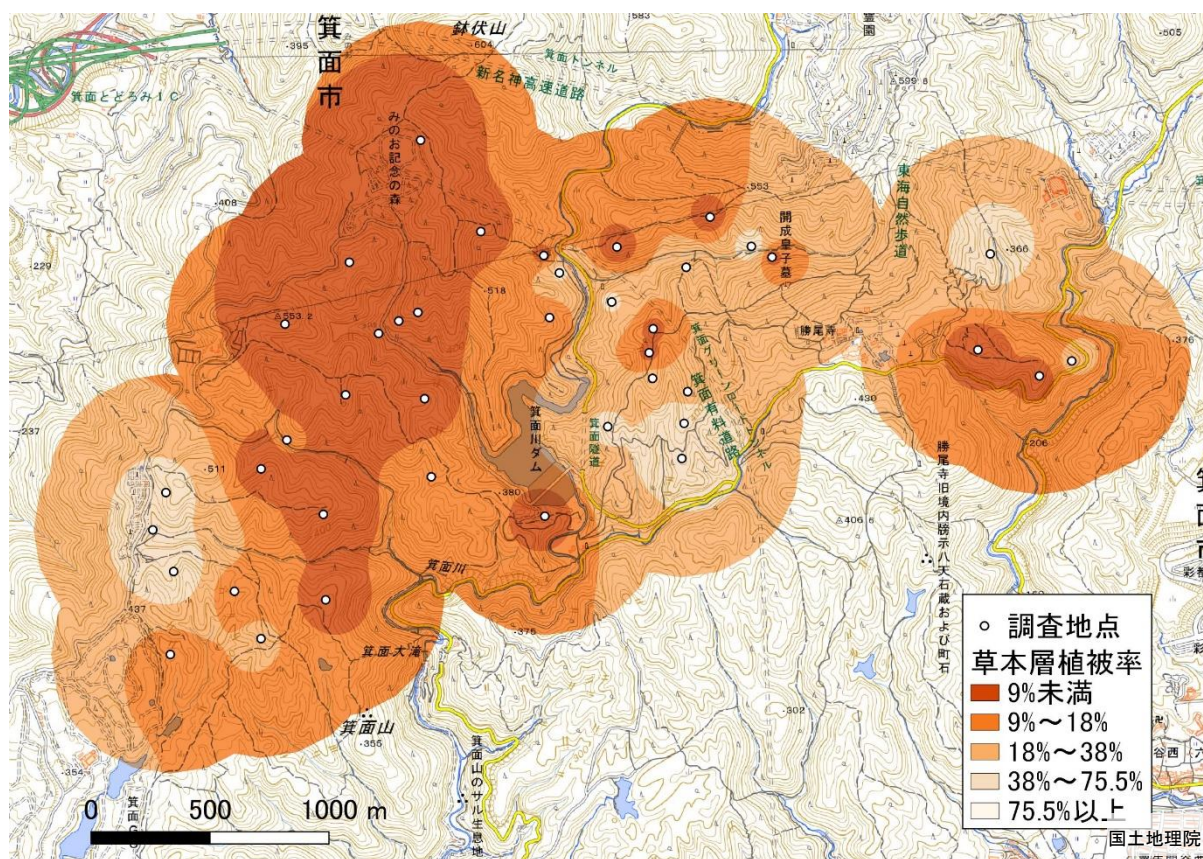 箕面市
鉢伏山
·604
·395
·583
霊園
·505
箕面トンネル
新名神高速道路
箕面とどろみIC
みのお記念の森
·553
東海自然歩道
開成皇子墓
·366
·408
·229
·518
△553.2
勝尾寺
箕面グリーンロードトンネル
箕面有料道路
·376
·430
箕面川ダム
箕面隧道
·237
·511
·380
·206
△406.6
勝尾寺旧境内牓示八天石蔵および町石
箕面川
·437
·375
箕面大滝
箕面山
·355
·302
·354
箕面山のサル生息地
調査地点
草本層植被率
9%未満
9%～18%
18%～38%
38%～75.5%
75.5%以上
0 500 1000 m
国土地理院